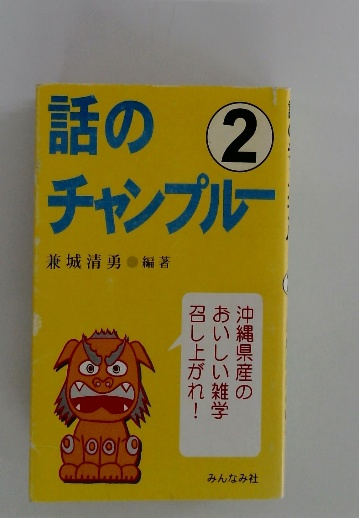 話の
②
チャンプルー
兼城清勇●編著
沖縄県産の
おいしい雑学
召し上がれ!
みんなみ社